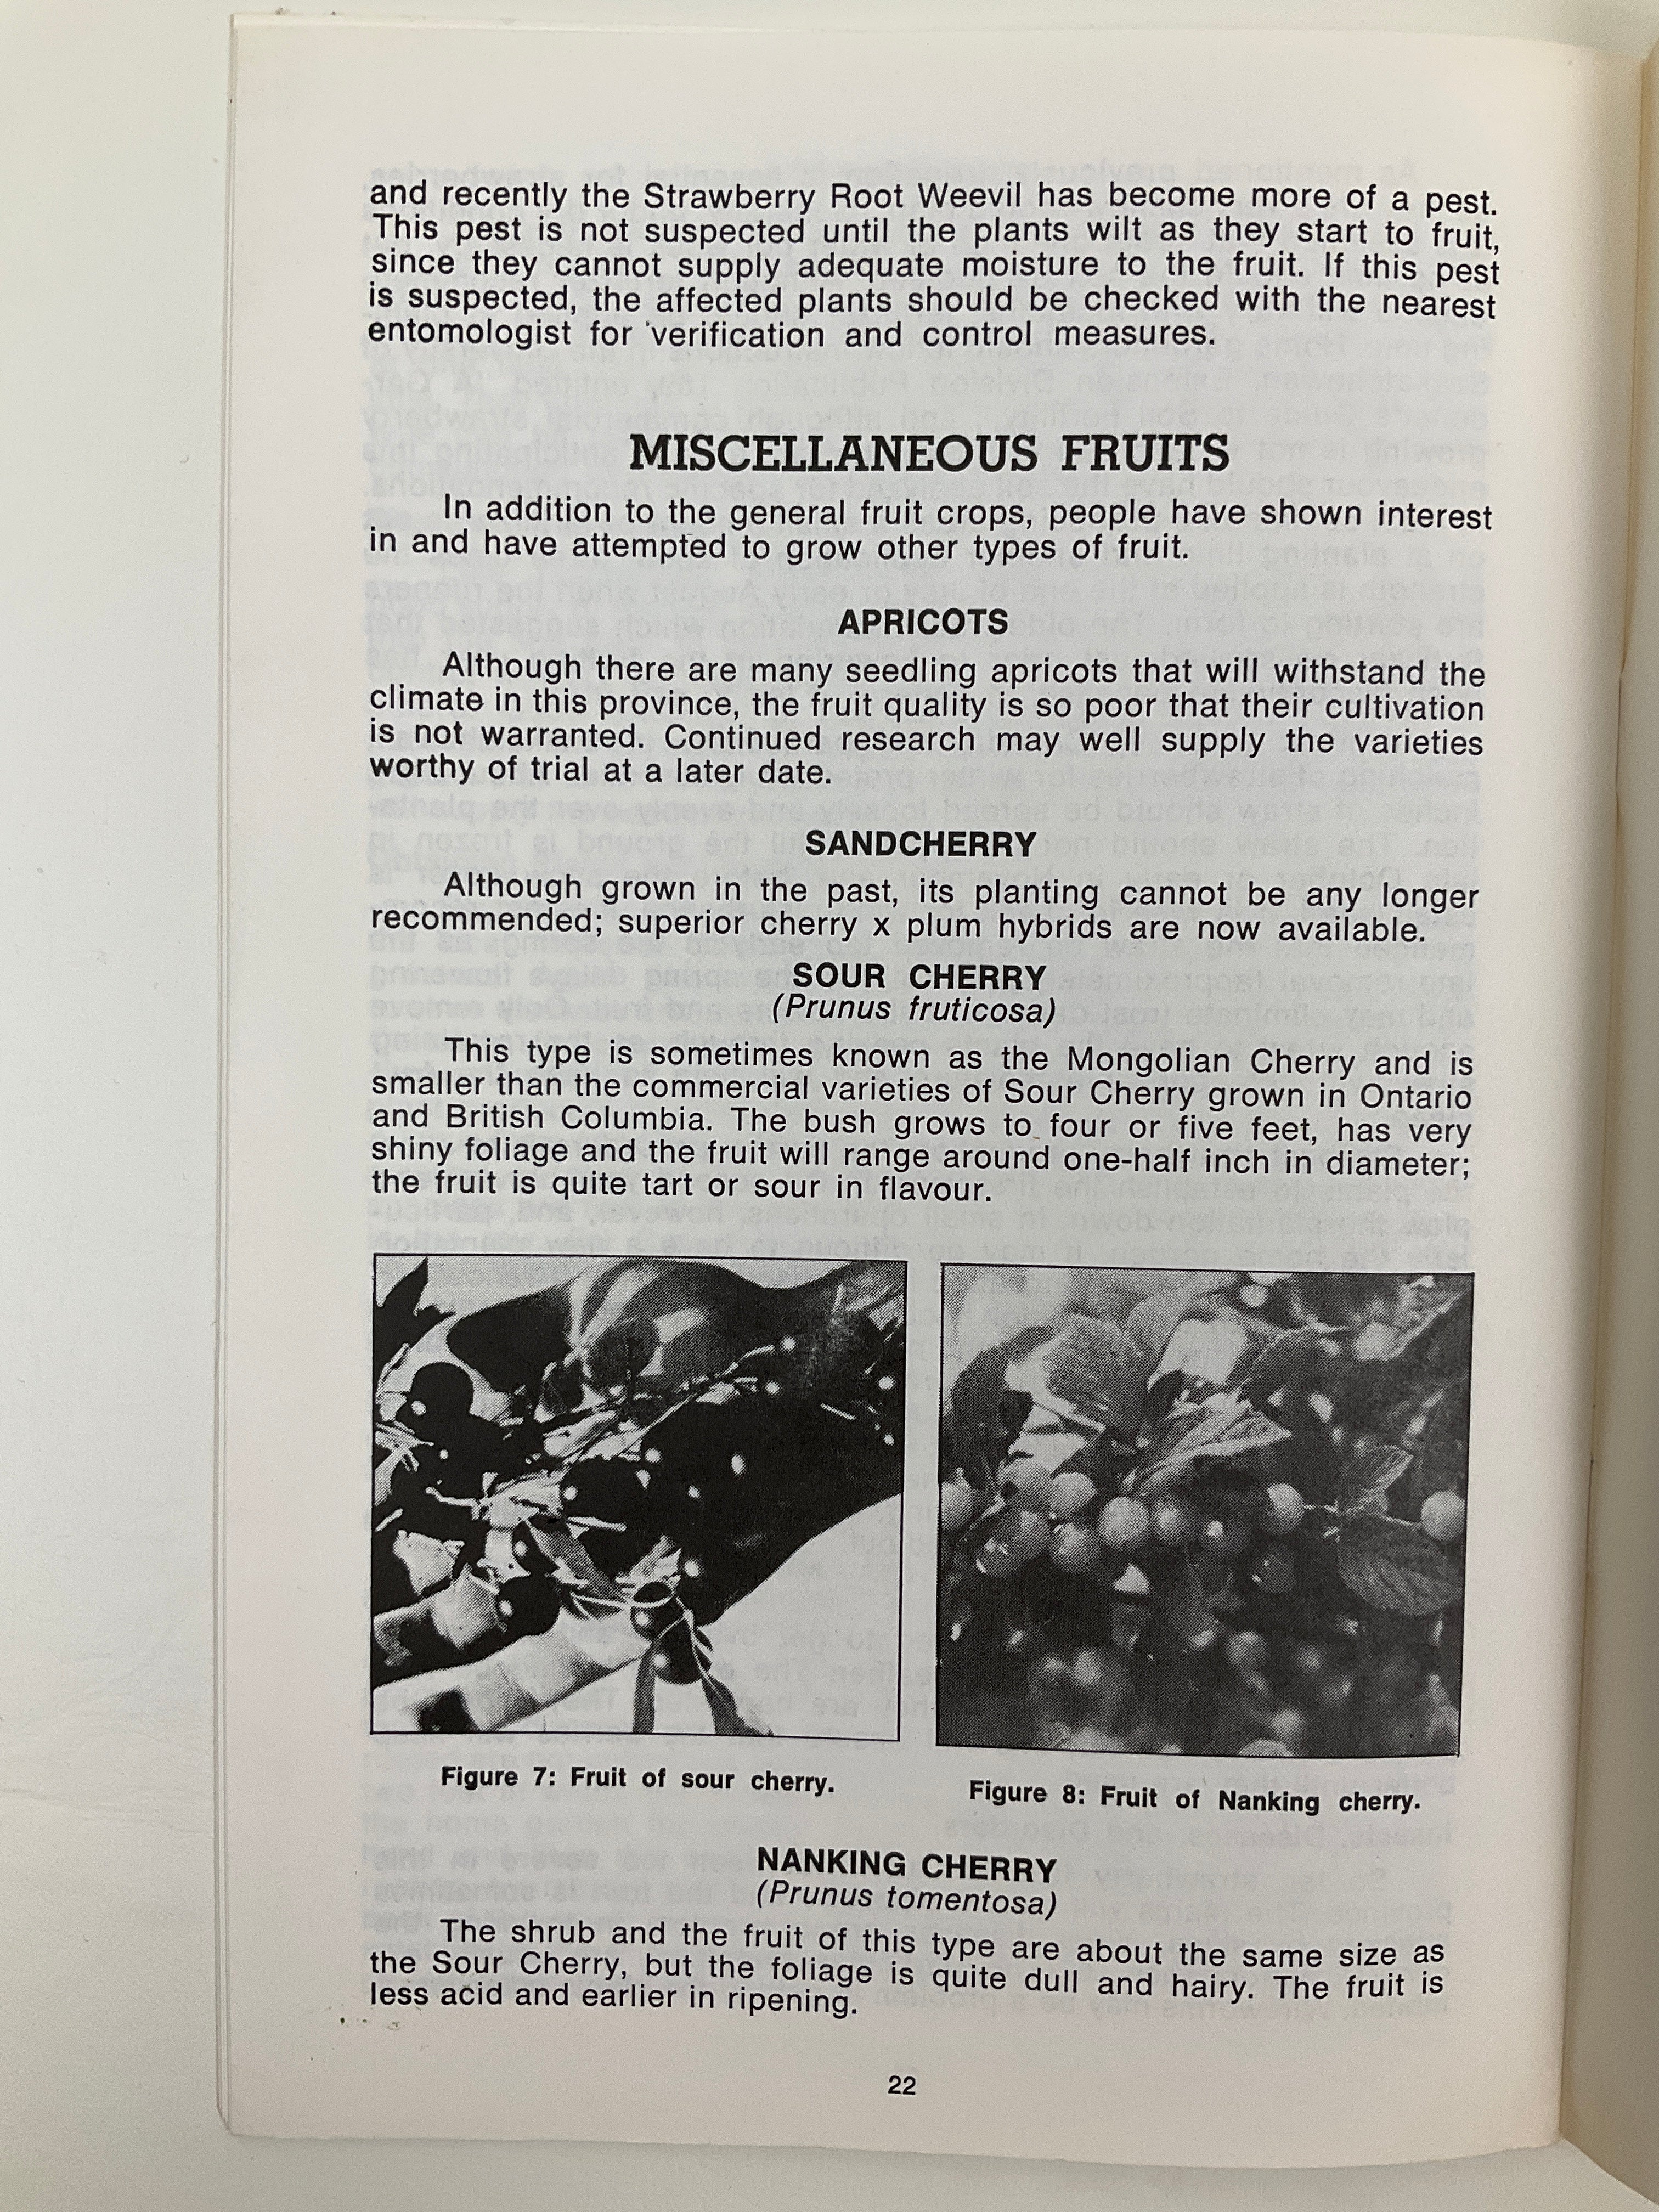 and recently the Strawberry Root Weevil has become more of a pest.
This pest is not suspected until the plants wilt as they start to fruit,
since they cannot supply adequate moisture to the fruit. If this pest
is suspected, the affected plants should be checked with the nearest
entomologist for verification and control measures.
MISCELLANEOUS FRUITS
In addition to the general fruit crops, people have shown interest
in and have attempted to grow other types of fruit.
APRICOTS
Although there are many seedling apricots that will withstand the
climate in this province, the fruit quality is so poor that their cultivation
is not warranted. Continued research may well supply the varieties
worthy of trial at a later date.
SANDCHERRY
Although grown in the past, its planting cannot be any longer
recommended; superior cherry x plum hybrids are now available.
SOUR CHERRY
(Prunus fruticosa)
This type is sometimes known as the Mongolian Cherry and is
smaller than the commercial varieties of Sour Cherry grown in Ontario
and British Columbia. The bush grows to four or five feet, has very
shiny foliage and the fruit will range around one-half inch in diameter;
the fruit is quite tart or sour in flavour.
Figure 7: Fruit of sour cherry.
Figure 8: Fruit of Nanking cherry.
NANKING CHERRY
(Prunus tomentosa)
The shrub and the fruit of this type are about the same size as
the Sour Cherry, but the foliage is quite dull and hairy. The fruit is
less acid and earlier in ripening.
22